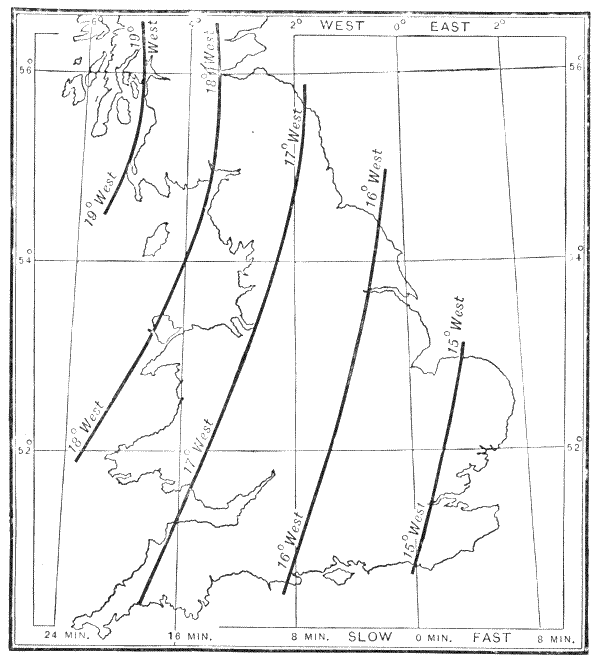 6° 4° 2° WEST 0° EAST 2°
19° West
18° West
56° 56°
17° West
16° West
19° West
54° 54°
15° West
18° West
17° West
52° 52°
16° West
15° West
24 MIN. 16 MIN. 8 MIN. SLOW 0 MIN. FAST 8 MIN.